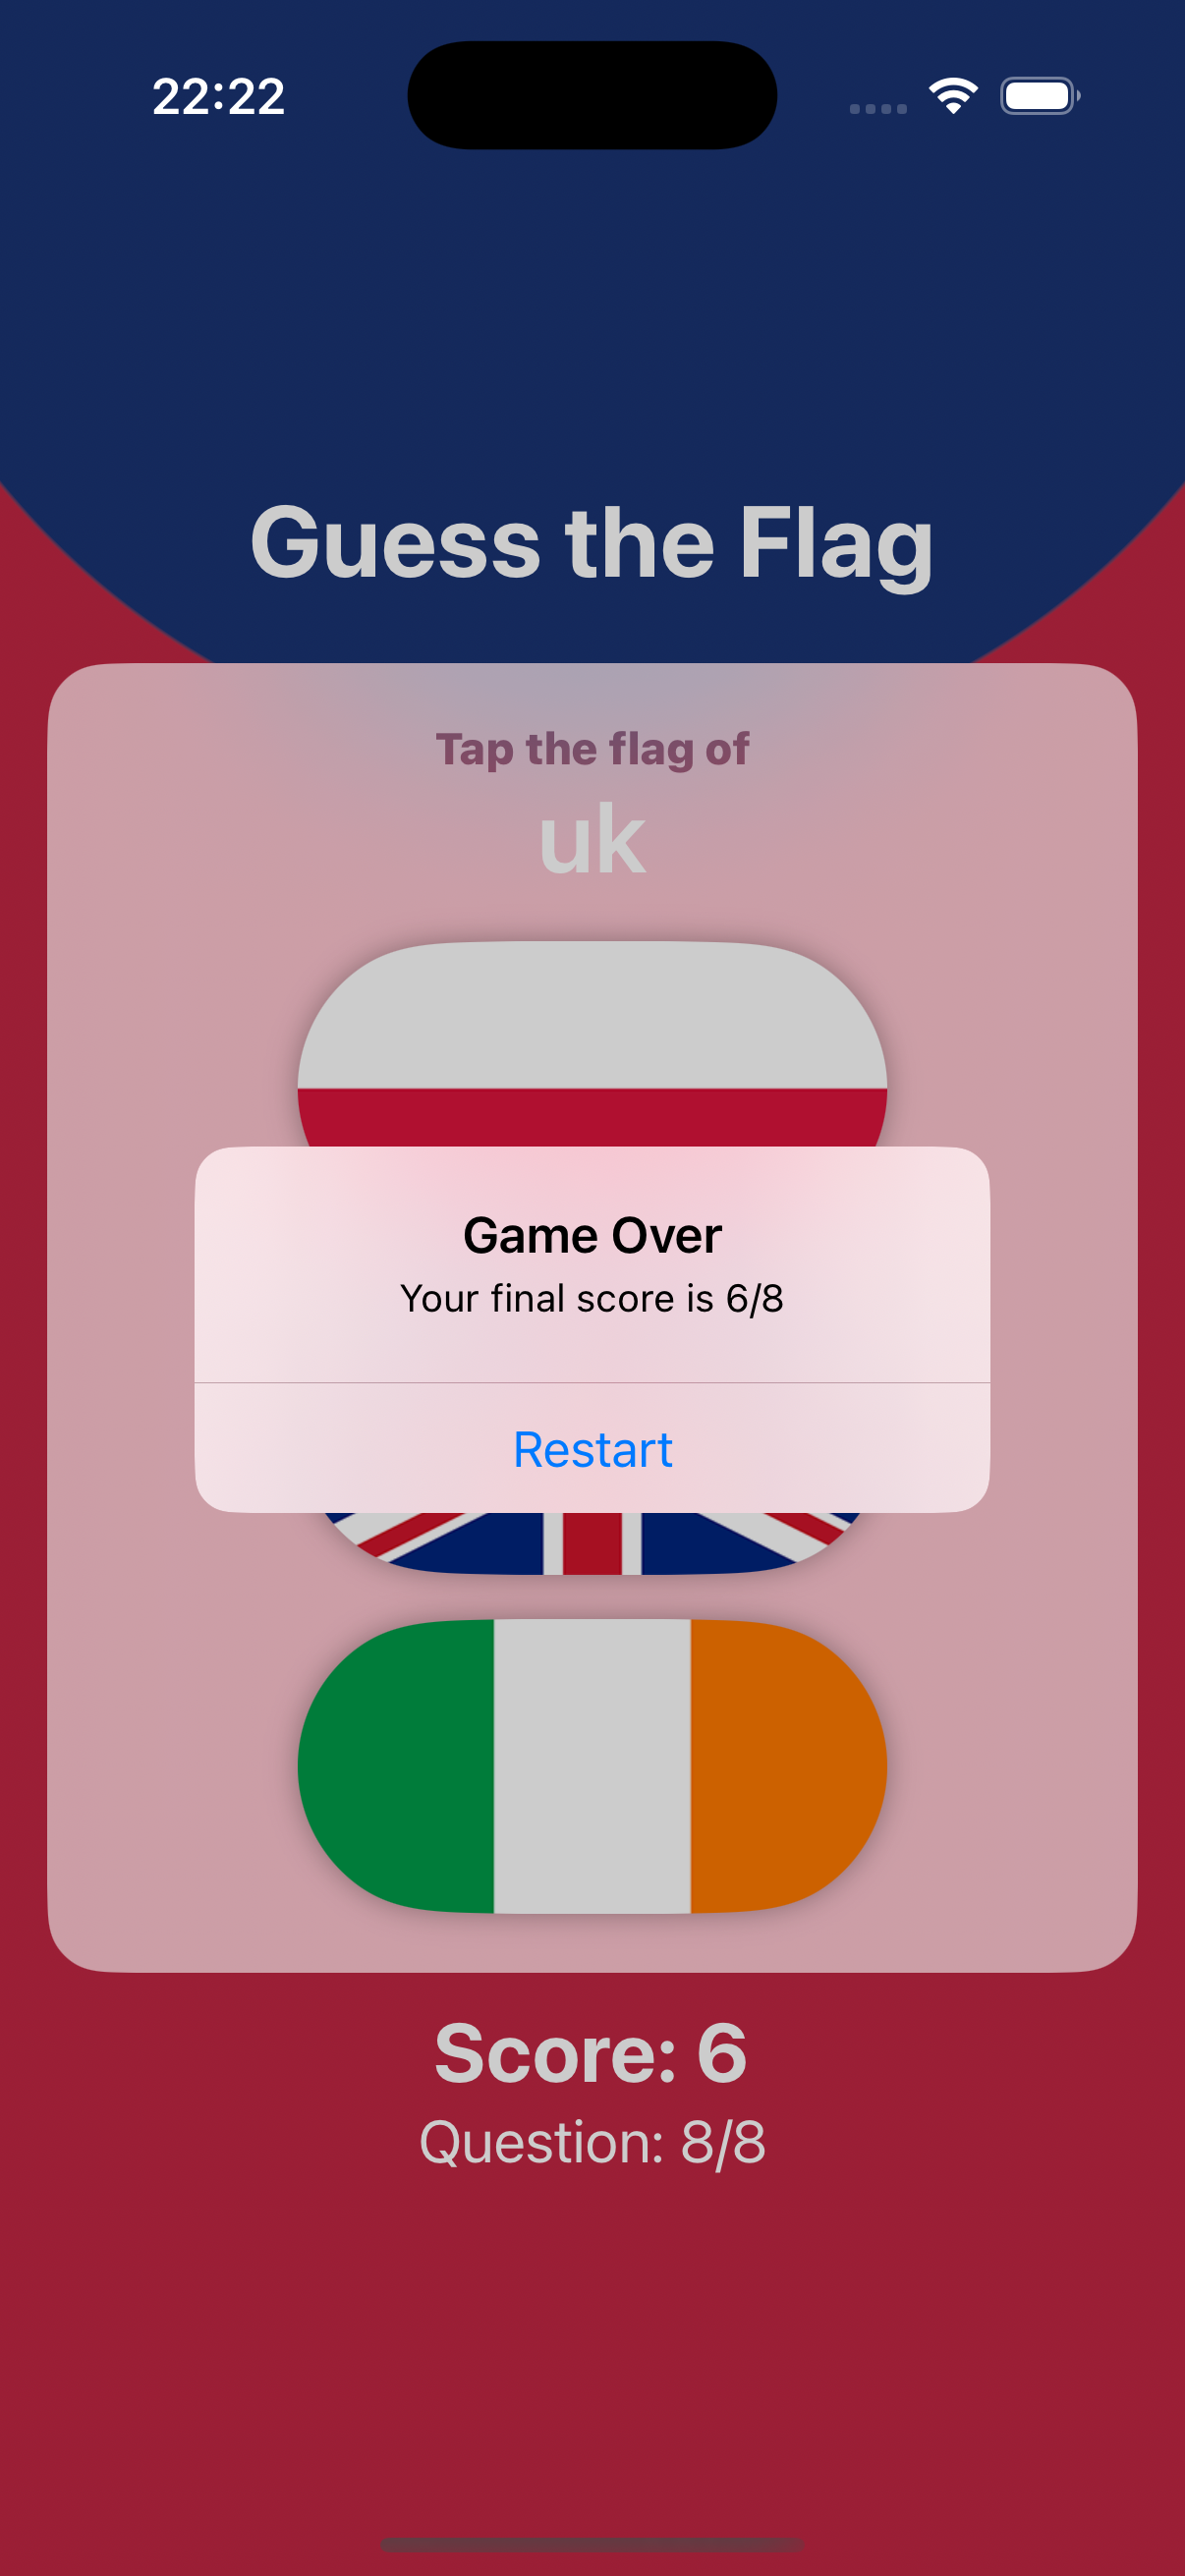 22:22
Guess the Flag
Tap the flag of
uk
Game Over
Your final score is 6/8
Restart
Score: 6
Question: 8/8